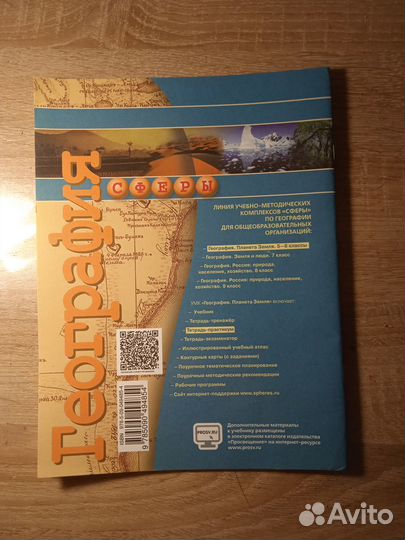 География
СФЕРЫ
ЛИНИЯ УЧЕБНО-МЕТОДИЧЕСКИХ
КОМПЛЕКСОВ «СФЕРЫ»
ПО ГЕОГРАФИИ
ДЛЯ ОБЩЕОБРАЗОВАТЕЛЬНЫХ
ОРГАНИЗАЦИЙ:
География. Планета Земля. 5–6 классы
– География. Земля и люди. 7 класс
– География. Россия: природа,
население, хозяйство. 8 класс
– География. Россия: природа, население,
хозяйство. 9 класс
УМК «География. Планета Земля» включает:
– Учебник
– Тетрадь-тренажёр
Тетрадь-практикум
– Тетрадь-экзаменатор
– Иллюстрированный учебный атлас
– Контурные карты (с заданиями)
– Поурочное тематическое планирование
– Поурочные методические рекомендации
– Рабочие программы
– Сайт интернет-поддержки www.spheres.ru
9 785090 494854
PROSV.RU
Дополнительные материалы
к учебнику размещены
в электронном каталоге издательства
«Просвещение» на интернет-ресурсе
www.prosv.ru
Avito